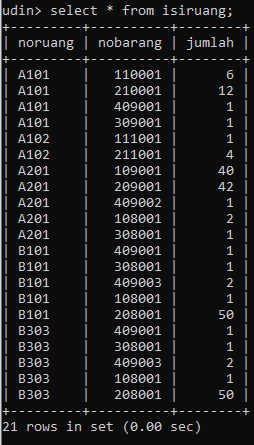 udin> select * from isiruang;
+---------+----------+--------+
| noruang | nobarang | jumlah |
+---------+----------+--------+
| A101    |   110001 |      6 |
| A101    |   210001 |     12 |
| A101    |   409001 |      1 |
| A101    |   309001 |      1 |
| A102    |   111001 |      1 |
| A102    |   211001 |      4 |
| A201    |   109001 |     40 |
| A201    |   209001 |     42 |
| A201    |   409002 |      1 |
| A201    |   108001 |      2 |
| A201    |   308001 |      1 |
| B101    |   409001 |      1 |
| B101    |   308001 |      1 |
| B101    |   409003 |      2 |
| B101    |   108001 |      1 |
| B101    |   208001 |     50 |
| B303    |   409001 |      1 |
| B303    |   308001 |      1 |
| B303    |   409003 |      2 |
| B303    |   108001 |      1 |
| B303    |   208001 |     50 |
+---------+----------+--------+
21 rows in set (0.00 sec)